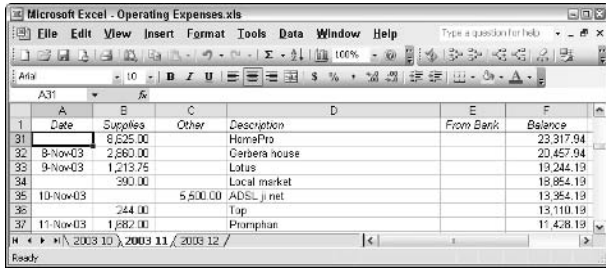 Microsoft Excel - Operating Expenses.xls
File Edit View Insert Format Tools Data Window Help Type a question for help
100%
Arial 10 B I U $ % ,
A31 fx
A B C D E F
1 Date Supplies Other Description From Bank Balance
31 8,625.00 HomePro 23,317.94
32 8-Nov-03 2,860.00 Gerbera house 20,457.94
33 9-Nov-03 1,213.75 Lotus 19,244.19
34 390.00 Local market 18,854.19
35 10-Nov-03 5,500.00 ADSL ji net 13,354.19
36 244.00 Top 13,110.19
37 11-Nov-03 1,682.00 Promphan 11,428.19
2003 10 2003 11 2003 12
Ready